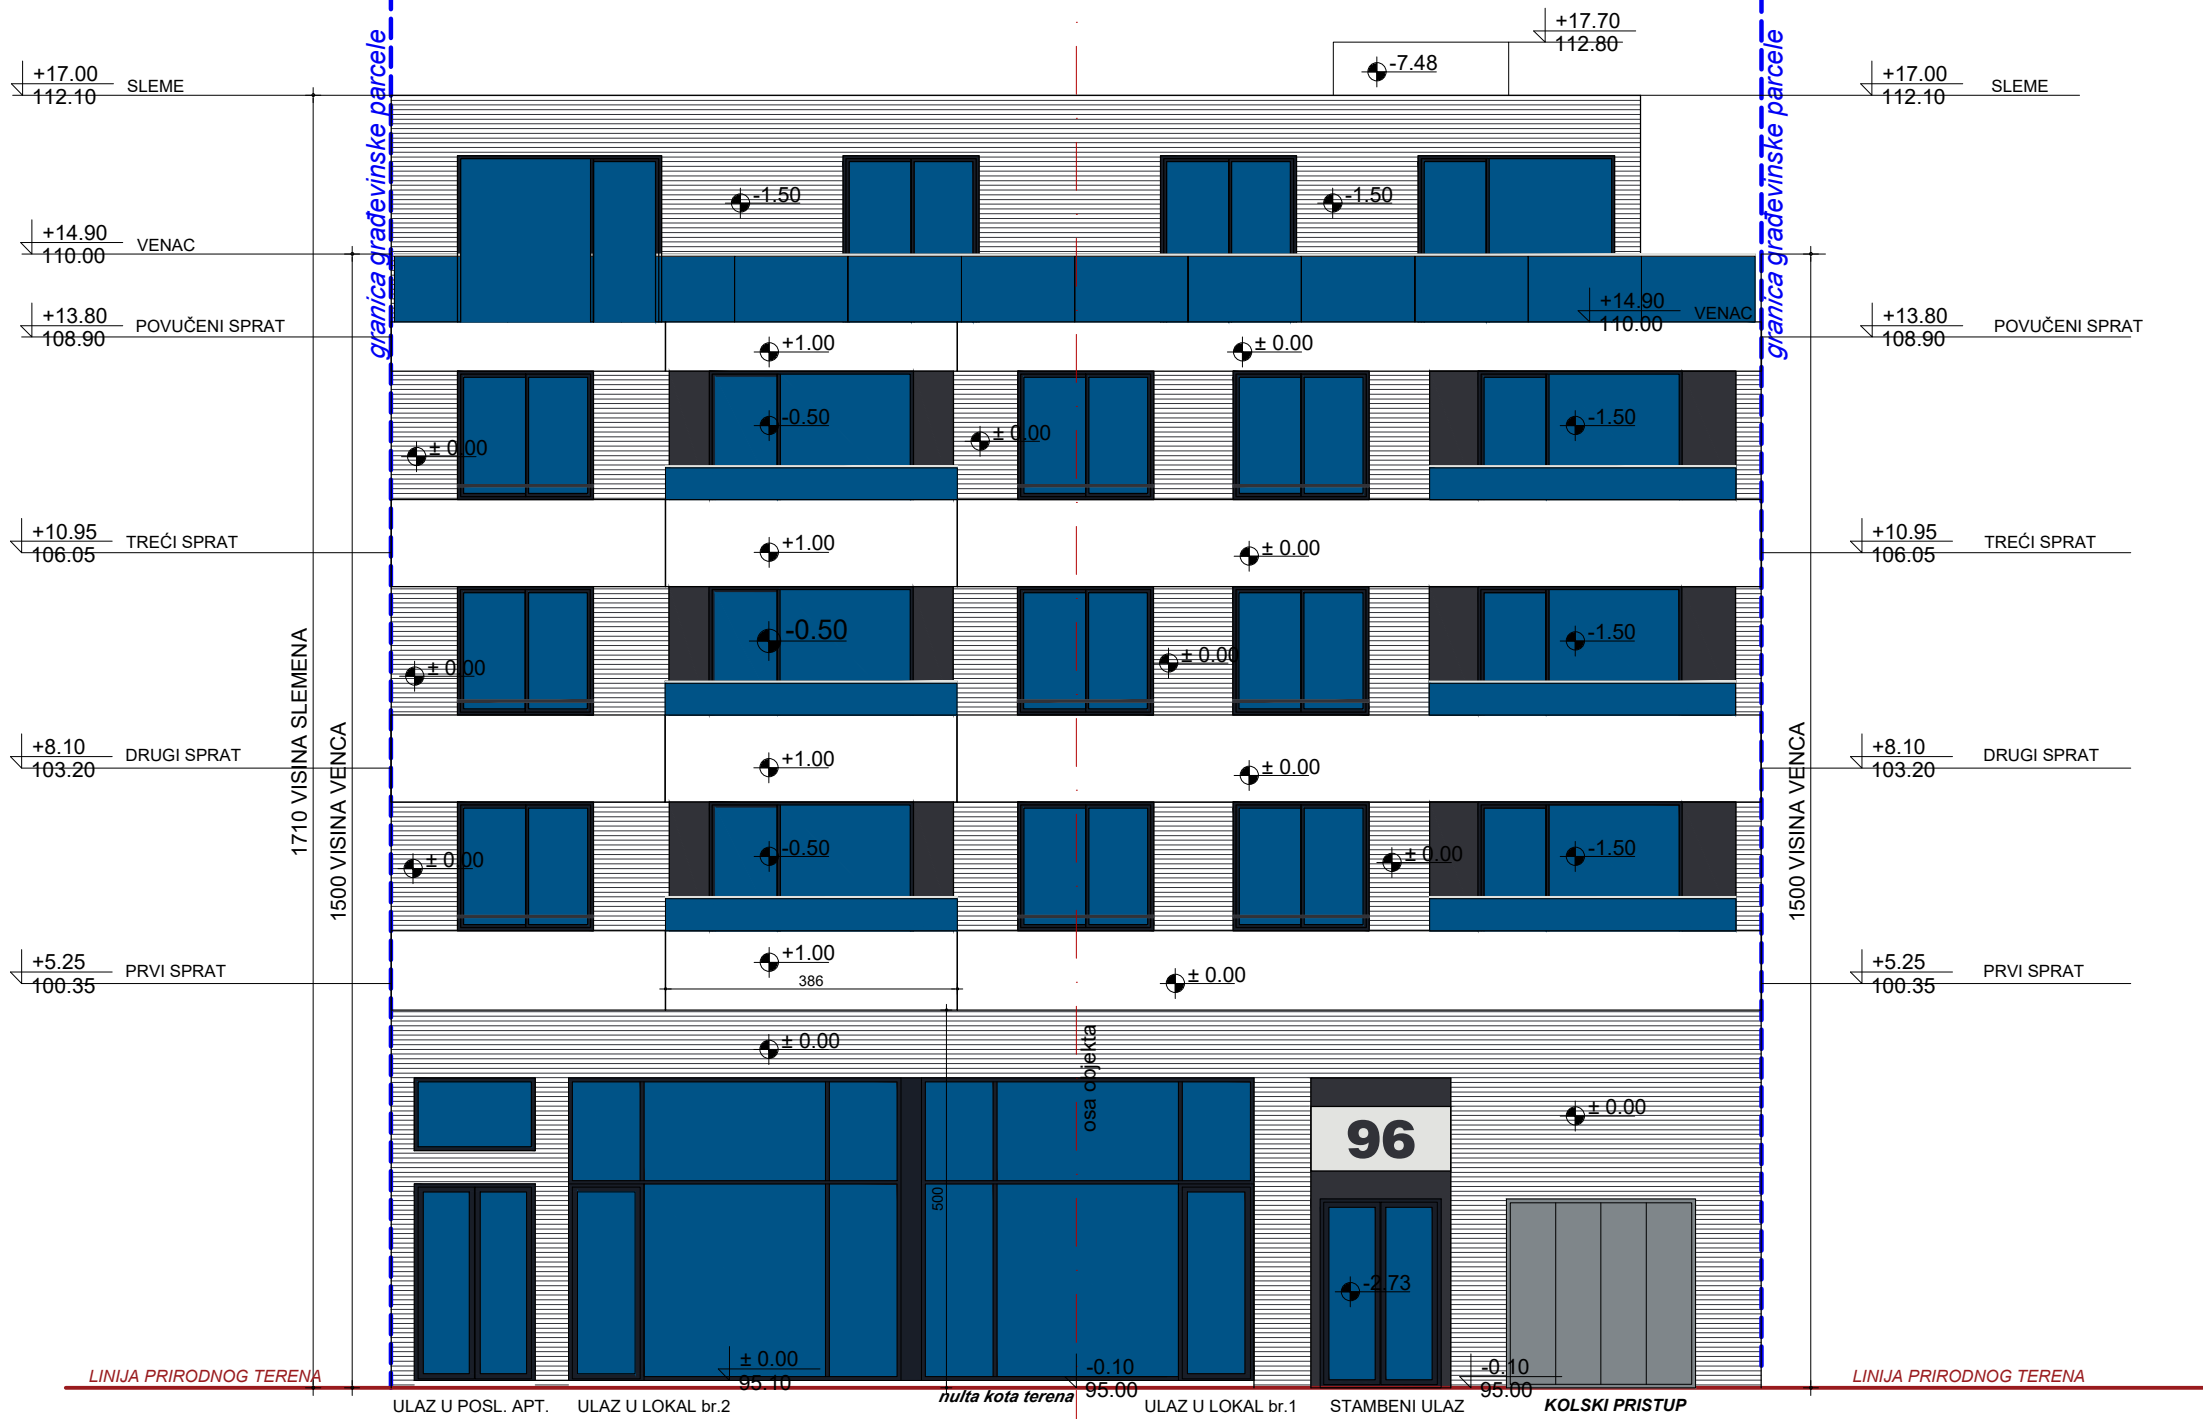 +17.70
112.80
-7.48
+17.00
112.10
SLEME
+17.00
112.10
SLEME
granica građevinske parcele
granica građevinske parcele
-1.50
-1.50
+14.90
110.00
VENAC
+14.90
110.00
VENAC
+13.80
108.90
POVUČENI SPRAT
+13.80
108.90
POVUČENI SPRAT
+1.00
± 0.00
-0.50
-1.50
± 0.00
± 0.00
+10.95
106.05
TREĆI SPRAT
+1.00
± 0.00
+10.95
106.05
TREĆI SPRAT
-0.50
-1.50
± 0.00
± 0.00
1710 VISINA SLEMENA
1500 VISINA VENCA
1500 VISINA VENCA
+8.10
103.20
DRUGI SPRAT
+1.00
± 0.00
+8.10
103.20
DRUGI SPRAT
-0.50
-1.50
± 0.00
± 0.00
+5.25
100.35
PRVI SPRAT
+1.00
386
± 0.00
+5.25
100.35
PRVI SPRAT
± 0.00
osa objekta
± 0.00
96
500
-2.73
± 0.00
95.10
-0.10
95.00
-0.10
95.00
LINIJA PRIRODNOG TERENA
LINIJA PRIRODNOG TERENA
nulta kota terena
ULAZ U POSL. APT.
ULAZ U LOKAL br.2
ULAZ U LOKAL br.1
STAMBENI ULAZ
KOLSKI PRISTUP